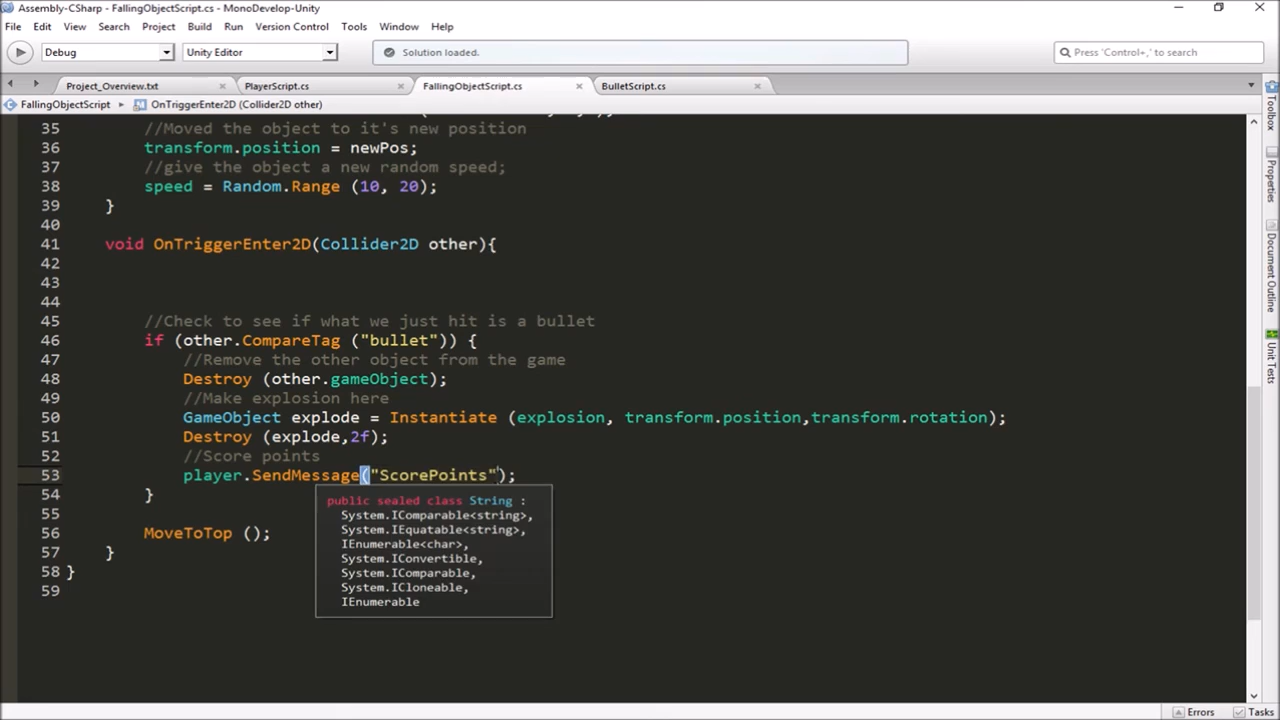 Assembly-CSharp - FallingObjectScript.cs - MonoDevelop-Unity
File Edit View Search Project Build Run Version Control Tools Window Help
Debug Unity Editor Solution loaded. Press 'Control+,' to search
Project_Overview.txt PlayerScript.cs FallingObjectScript.cs BulletScript.cs
FallingObjectScript OnTriggerEnter2D (Collider2D other)
35 //Moved the object to it's new position
36 transform.position = newPos;
37 //give the object a new random speed;
38 speed = Random.Range (10, 20);
39 }
40
41 void OnTriggerEnter2D(Collider2D other){
42
43
44
45 //Check to see if what we just hit is a bullet
46 if (other.CompareTag ("bullet")) {
47 //Remove the other object from the game
48 Destroy (other.gameObject);
49 //Make explosion here
50 GameObject explode = Instantiate (explosion, transform.position,transform.rotation);
51 Destroy (explode,2f);
52 //Score points
53 player.SendMessage("ScorePoints");
54 }
55
56 MoveToTop ();
57 }
58 }
59
public sealed class String :
System.IComparable<string>,
System.IEquatable<string>,
IEnumerable<char>,
System.IConvertible,
System.IComparable,
System.ICloneable,
IEnumerable
Toolbox
Properties
Document Outline
Unit Tests
Errors Tasks